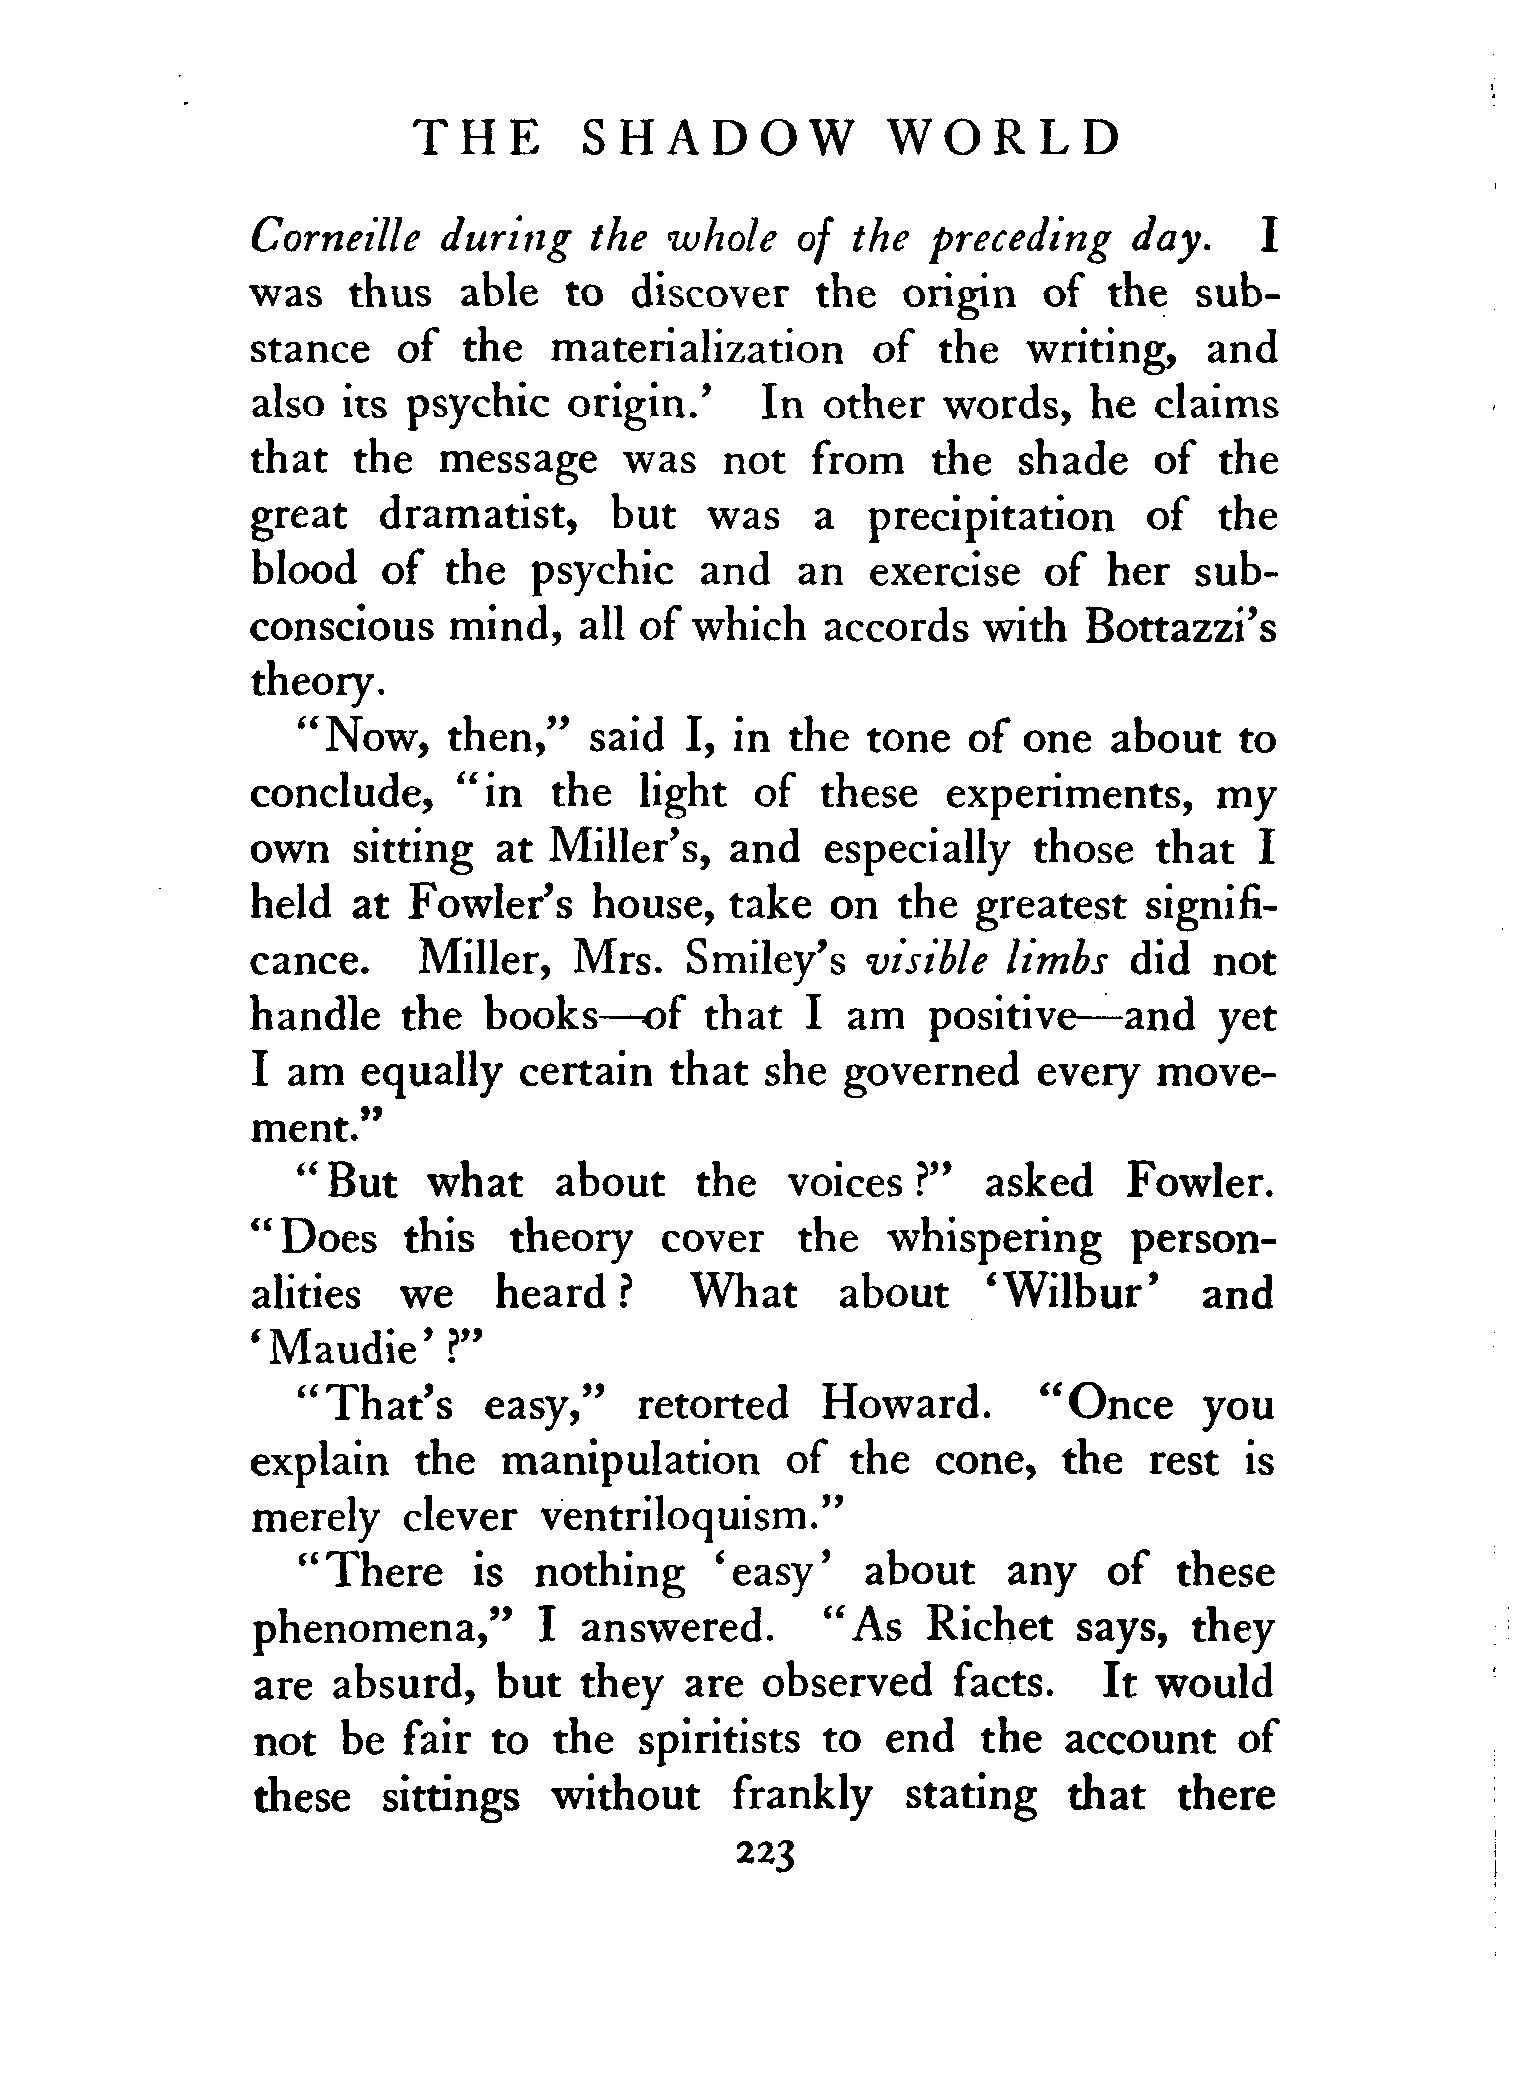 THE SHADOW WORLD
Corneille during the whole of the preceding day. I
was thus able to discover the origin of the sub-
stance of the materialization of the writing, and
also its psychic origin.’ In other words, he claims
that the message was not from the shade of the
great dramatist, but was a precipitation of the
blood of the psychic and an exercise of her sub-
conscious mind, all of which accords with Bottazzi’s
theory.
“Now, then,” said I, in the tone of one about to
conclude, “in the light of these experiments, my
own sitting at Miller’s, and especially those that I
held at Fowler’s house, take on the greatest signifi-
cance. Miller, Mrs. Smiley’s visible limbs did not
handle the books—of that I am positive—and yet
I am equally certain that she governed every move-
ment.”
“But what about the voices?” asked Fowler.
“Does this theory cover the whispering person-
alities we heard? What about ‘Wilbur’ and
‘Maudie’?”
“That’s easy,” retorted Howard. “Once you
explain the manipulation of the cone, the rest is
merely clever ventriloquism.”
“There is nothing ‘easy’ about any of these
phenomena,” I answered. “As Richet says, they
are absurd, but they are observed facts. It would
not be fair to the spiritists to end the account of
these sittings without frankly stating that there
223